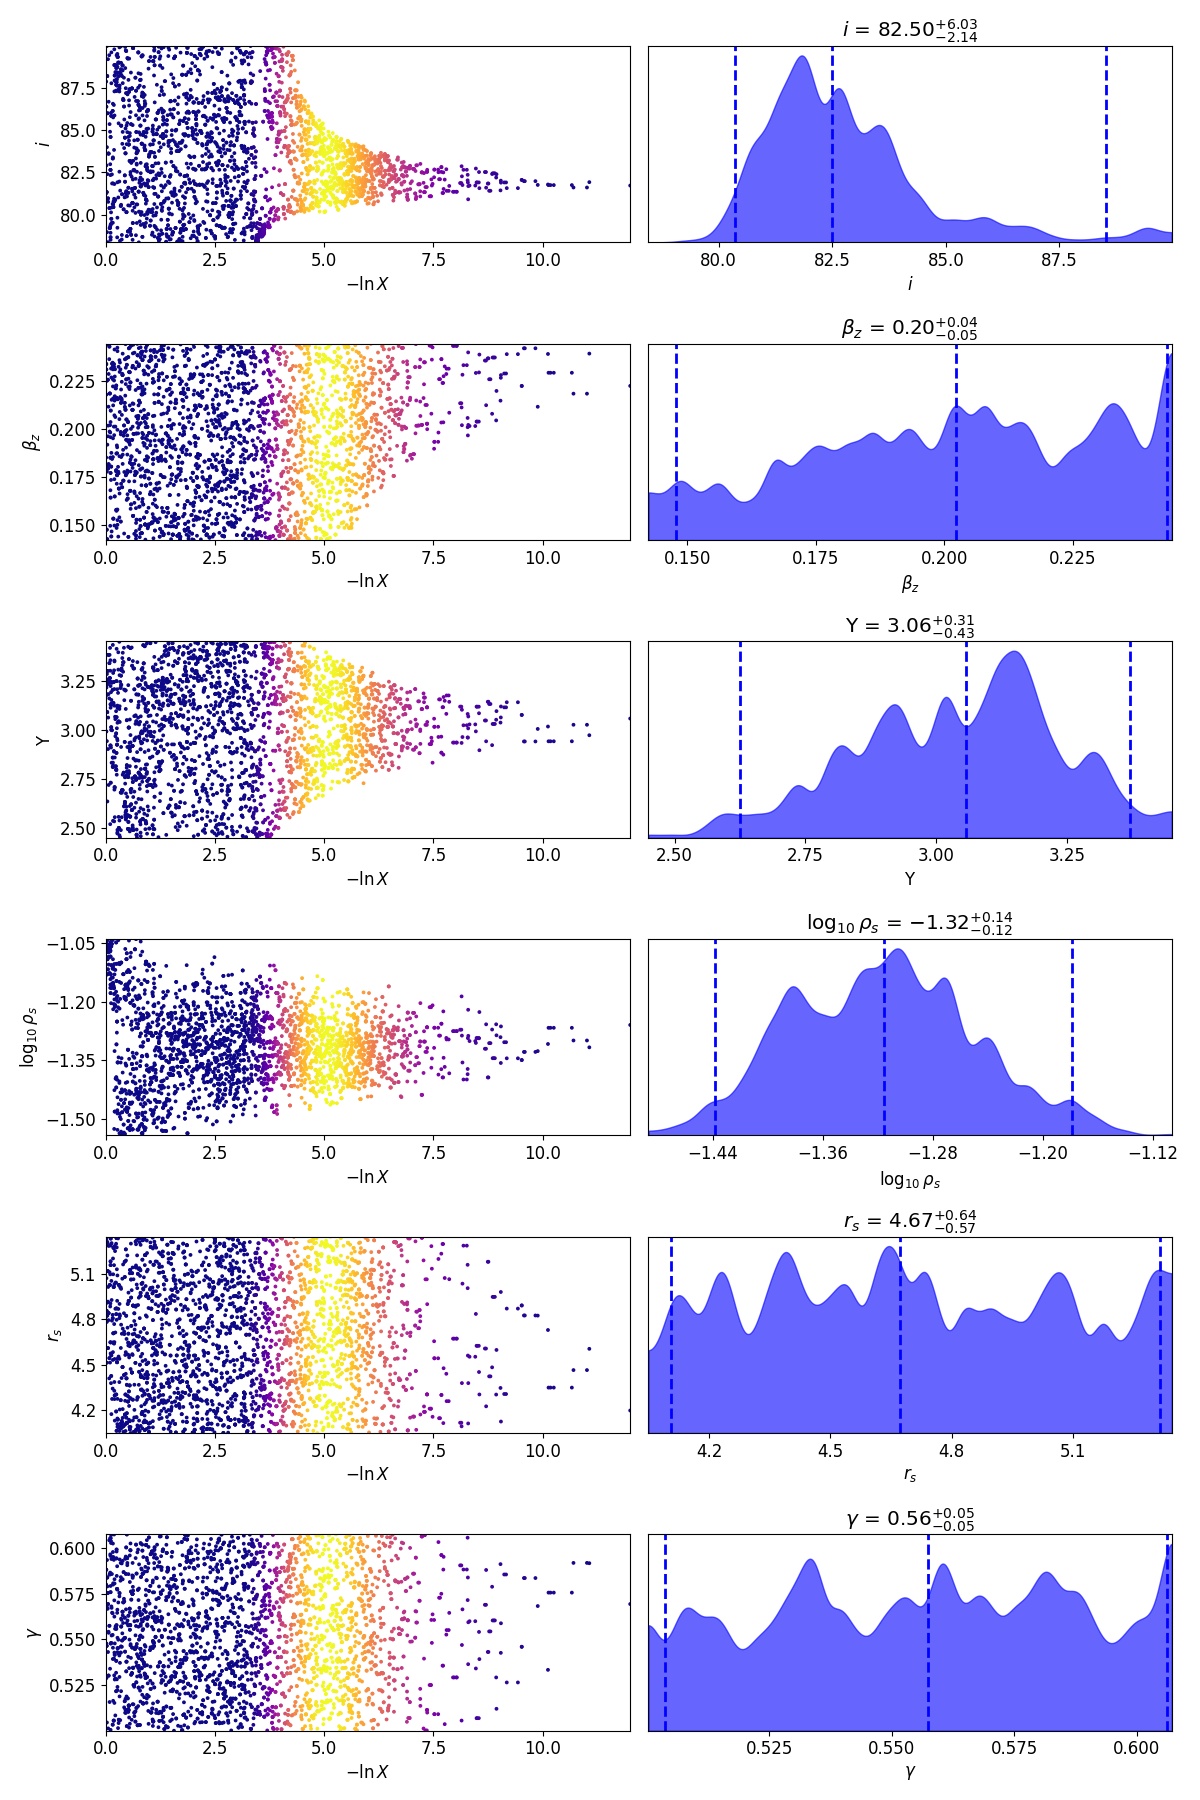 i = 82.50+6.03−2.14
87.5
85.0
82.5
80.0
i
0.0 2.5 5.0 7.5 10.0
−ln X
80.0 82.5 85.0 87.5
i
βz = 0.20+0.04−0.05
0.225
0.200
0.175
0.150
βz
0.0 2.5 5.0 7.5 10.0
−ln X
0.150 0.175 0.200 0.225
βz
Y = 3.06+0.31−0.43
3.25
3.00
2.75
2.50
Y
0.0 2.5 5.0 7.5 10.0
−ln X
2.50 2.75 3.00 3.25
Y
log10 ρs = −1.32+0.14−0.12
−1.05
−1.20
−1.35
−1.50
log10 ρs
0.0 2.5 5.0 7.5 10.0
−ln X
−1.44 −1.36 −1.28 −1.20 −1.12
log10 ρs
rs = 4.67+0.64−0.57
5.1
4.8
4.5
4.2
rs
0.0 2.5 5.0 7.5 10.0
−ln X
4.2 4.5 4.8 5.1
rs
γ = 0.56+0.05−0.05
0.600
0.575
0.550
0.525
γ
0.0 2.5 5.0 7.5 10.0
−ln X
0.525 0.550 0.575 0.600
γ